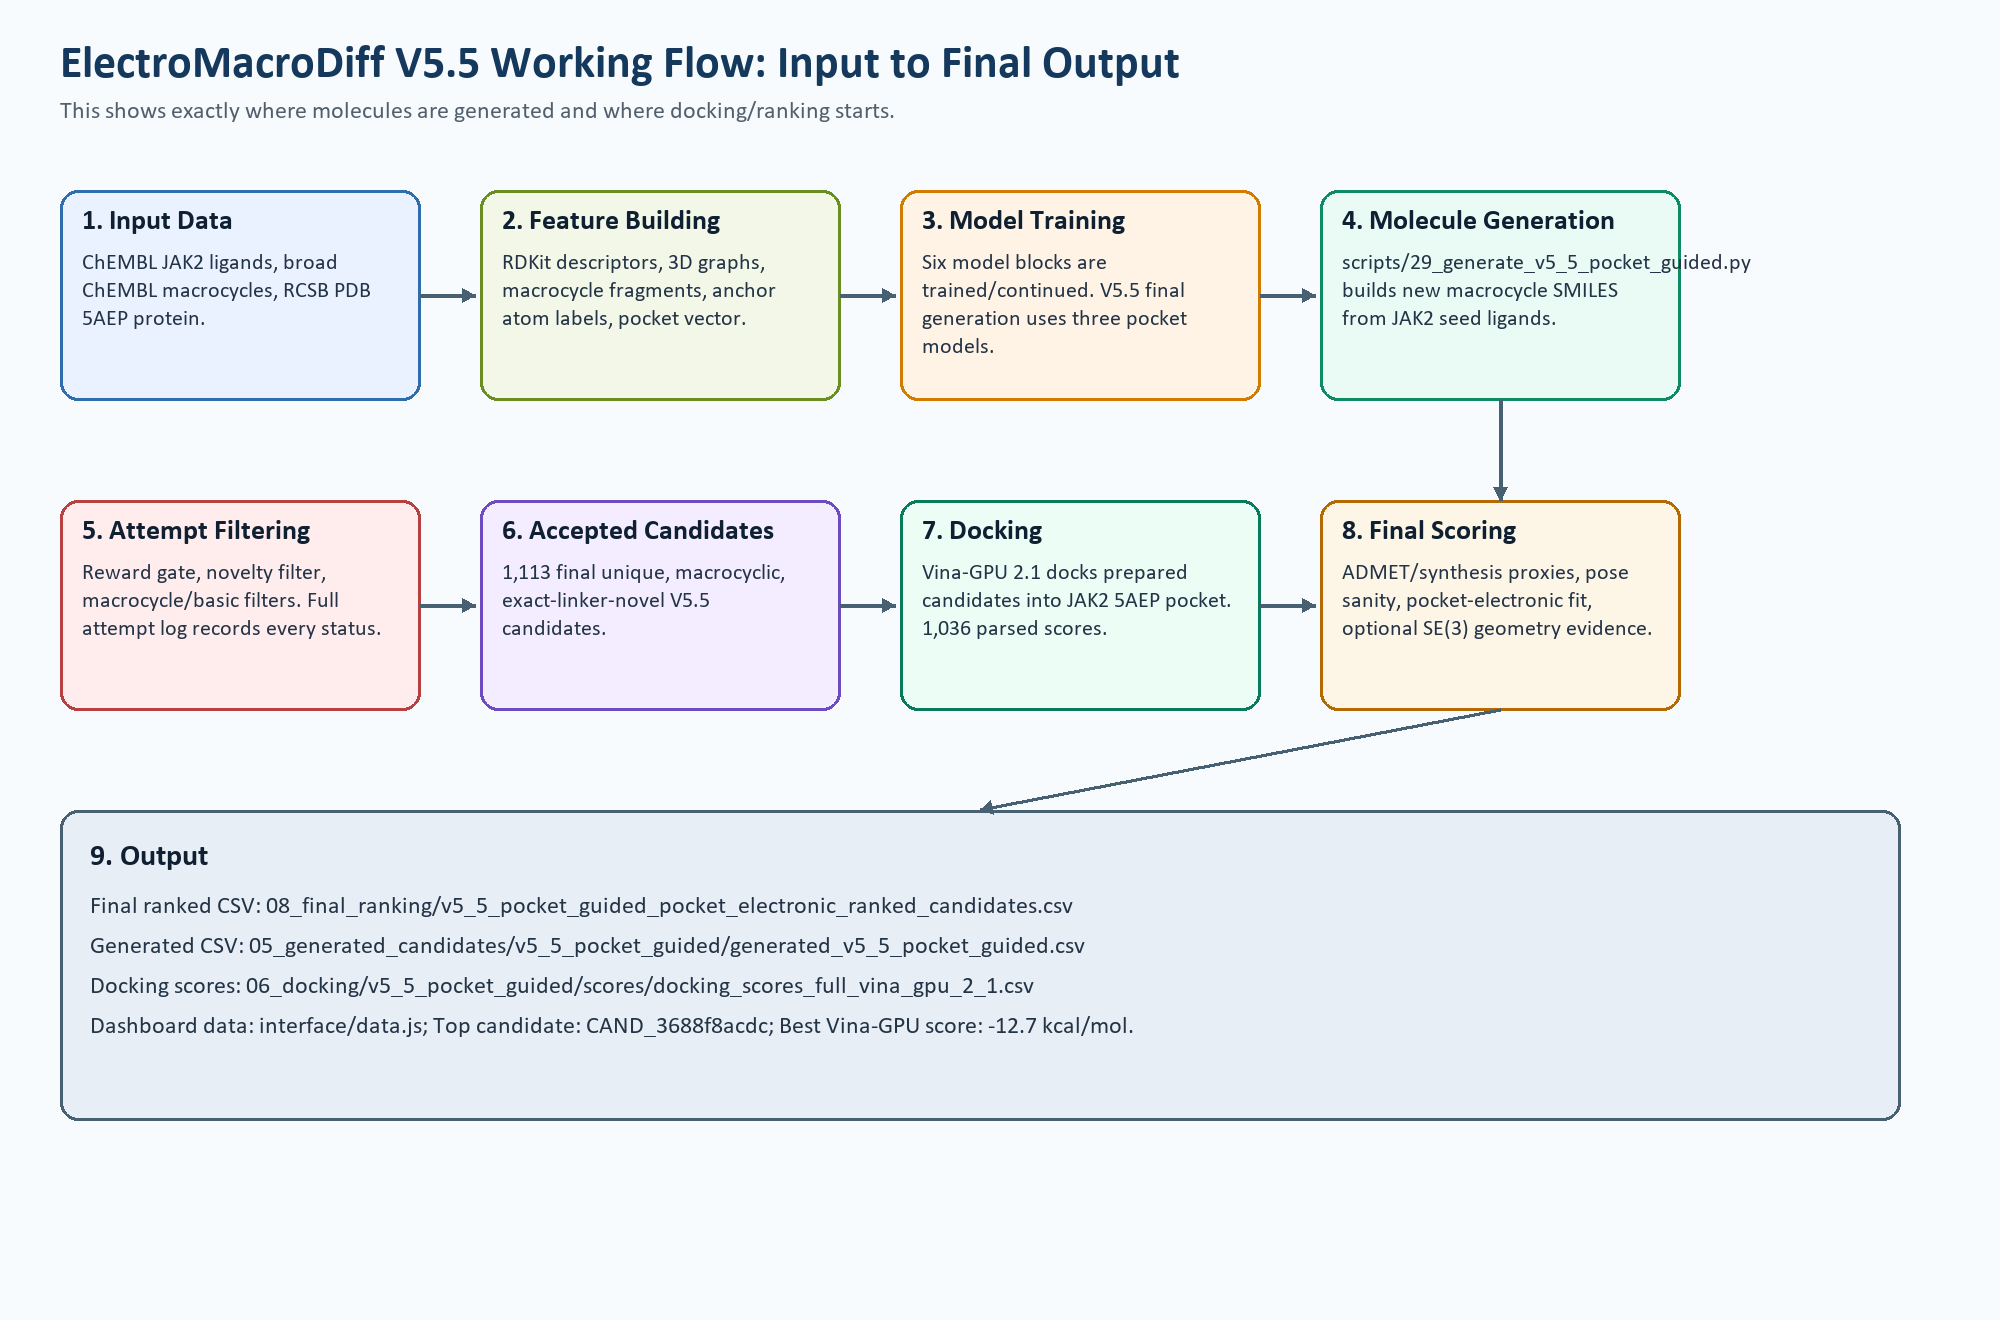 ElectroMacroDiff V5.5 Working Flow: Input to Final Output
This shows exactly where molecules are generated and where docking/ranking starts.
1. Input Data
ChEMBL JAK2 ligands, broad
ChEMBL macrocycles, RCSB PDB
5AEP protein.
2. Feature Building
RDKit descriptors, 3D graphs,
macrocycle fragments, anchor
atom labels, pocket vector.
3. Model Training
Six model blocks are
trained/continued. V5.5 final
generation uses three pocket
models.
4. Molecule Generation
scripts/29_generate_v5_5_pocket_guided.py
builds new macrocycle SMILES
from JAK2 seed ligands.
5. Attempt Filtering
Reward gate, novelty filter,
macrocycle/basic filters. Full
attempt log records every status.
6. Accepted Candidates
1,113 final unique, macrocyclic,
exact-linker-novel V5.5
candidates.
7. Docking
Vina-GPU 2.1 docks prepared
candidates into JAK2 5AEP pocket.
1,036 parsed scores.
8. Final Scoring
ADMET/synthesis proxies, pose
sanity, pocket-electronic fit,
optional SE(3) geometry evidence.
9. Output
Final ranked CSV: 08_final_ranking/v5_5_pocket_guided_pocket_electronic_ranked_candidates.csv
Generated CSV: 05_generated_candidates/v5_5_pocket_guided/generated_v5_5_pocket_guided.csv
Docking scores: 06_docking/v5_5_pocket_guided/scores/docking_scores_full_vina_gpu_2_1.csv
Dashboard data: interface/data.js; Top candidate: CAND_3688f8acdc; Best Vina-GPU score: -12.7 kcal/mol.